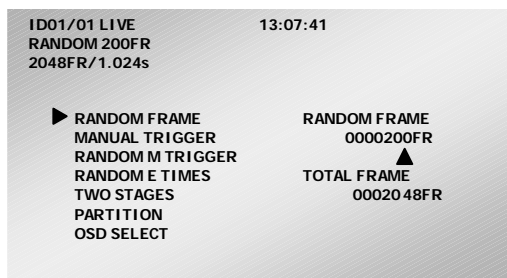 ID01/01 LIVE 13:07:41
RANDOM 200FR
2048FR/1.024s
RANDOM FRAME RANDOM FRAME
MANUAL TRIGGER 0000200FR
RANDOM M TRIGGER
RANDOM E TIMES TOTAL FRAME
TWO STAGES 0002048FR
PARTITION
OSD SELECT